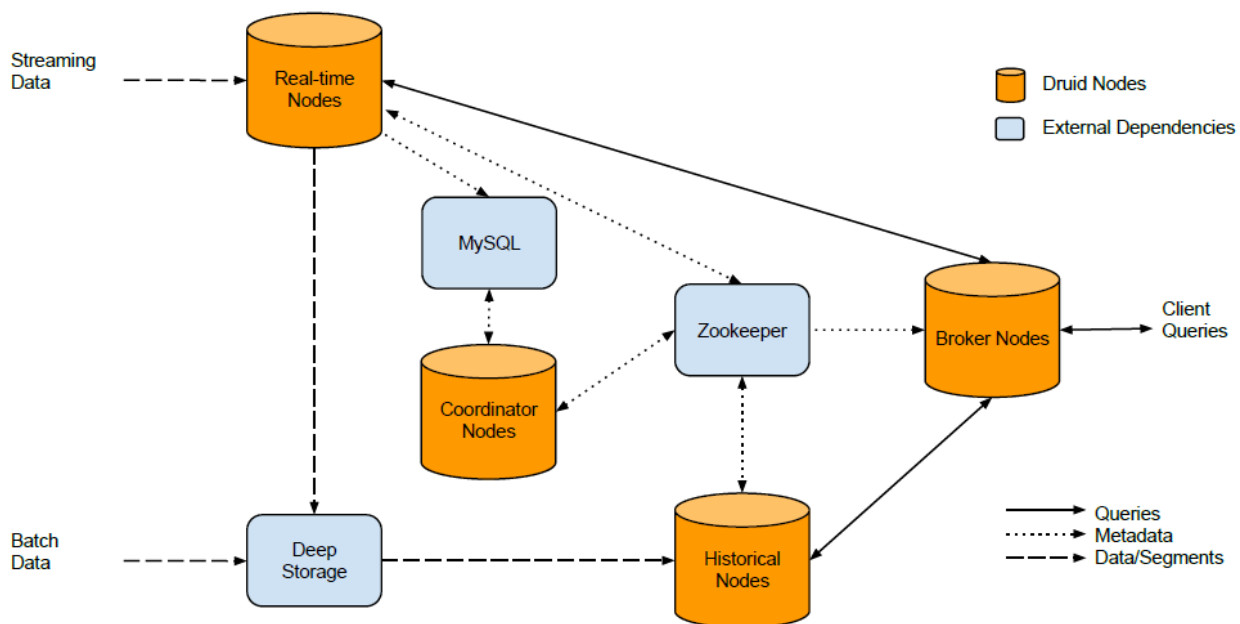 Streaming
Data
Real-time
Nodes
Druid Nodes
External Dependencies
MySQL
Zookeeper
Broker Nodes
Client
Queries
Coordinator
Nodes
Batch
Data
Deep
Storage
Historical
Nodes
Queries
Metadata
Data/Segments